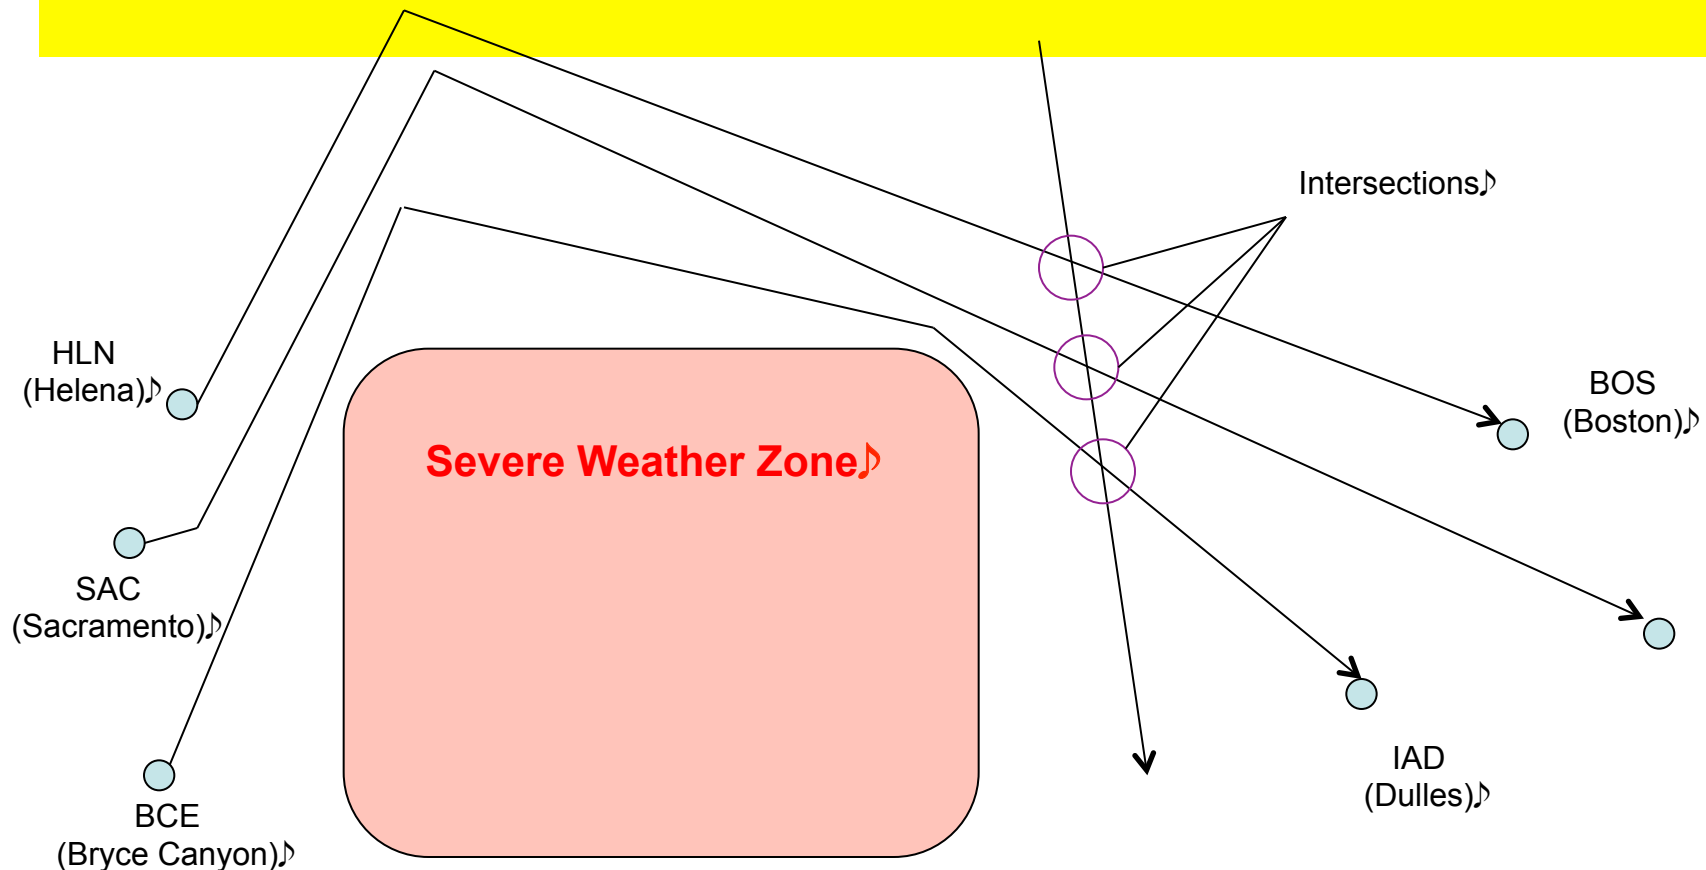 Intersections♪
HLN
(Helena)♪
BOS
(Boston)♪
Severe Weather Zone♪
SAC
(Sacramento)♪
IAD
(Dulles)♪
BCE
(Bryce Canyon)♪